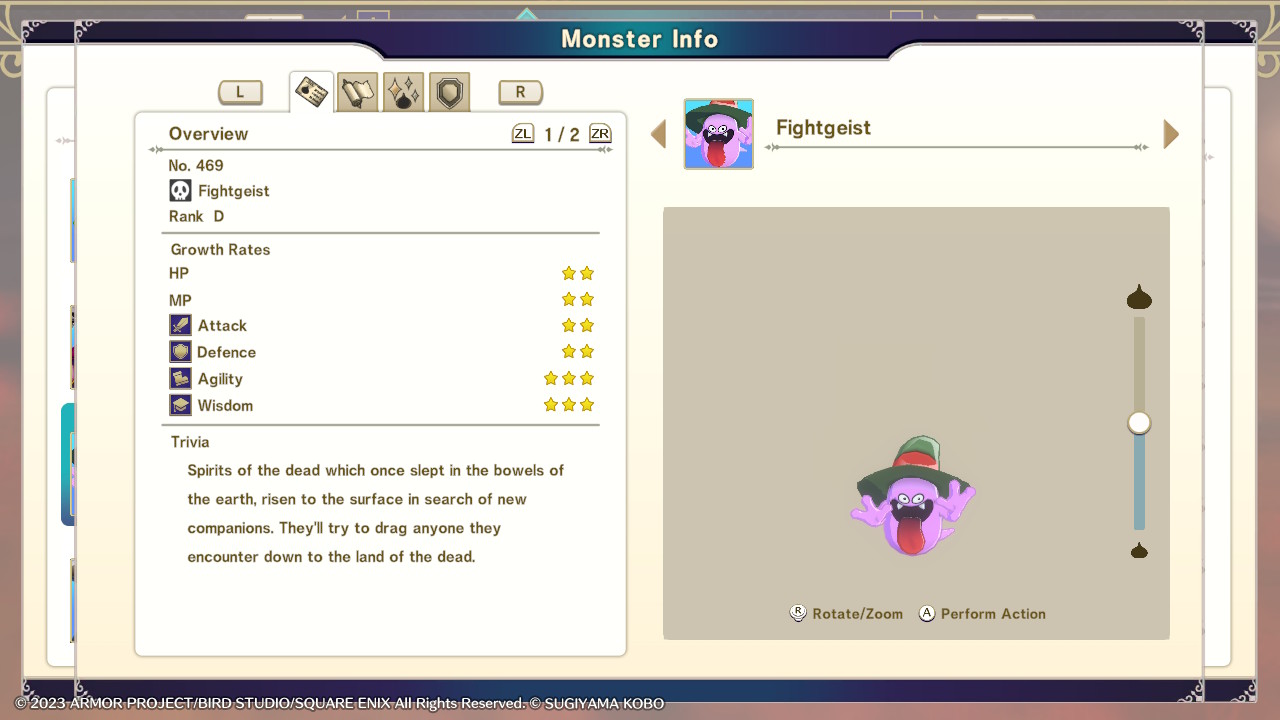 Monster Info
L
R
Overview
ZL 1 / 2 ZR
No. 469
Fightgeist
Rank D
Growth Rates
HP
MP
Attack
Defence
Agility
Wisdom
Trivia
Spirits of the dead which once slept in the bowels of
the earth, risen to the surface in search of new
companions. They'll try to drag anyone they
encounter down to the land of the dead.
Fightgeist
R Rotate/Zoom A Perform Action
© 2023 ARMOR PROJECT/BIRD STUDIO/SQUARE ENIX All Rights Reserved. © SUGIYAMA KOBO